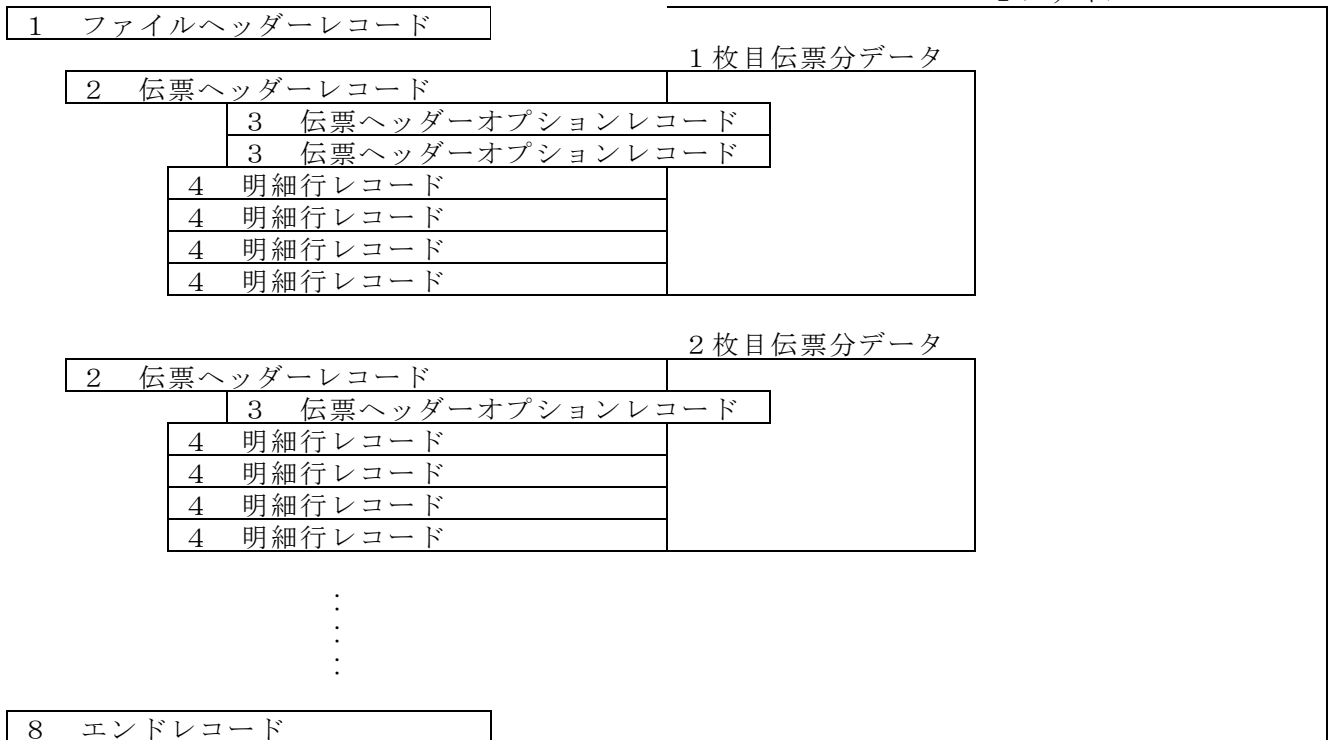 １　ファイルヘッダーレコード
１枚目伝票分データ
２　伝票ヘッダーレコード
３　伝票ヘッダーオプションレコード
３　伝票ヘッダーオプションレコード
４　明細行レコード
４　明細行レコード
４　明細行レコード
４　明細行レコード
２枚目伝票分データ
２　伝票ヘッダーレコード
３　伝票ヘッダーオプションレコード
４　明細行レコード
４　明細行レコード
４　明細行レコード
４　明細行レコード
：
：
：
８　エンドレコード